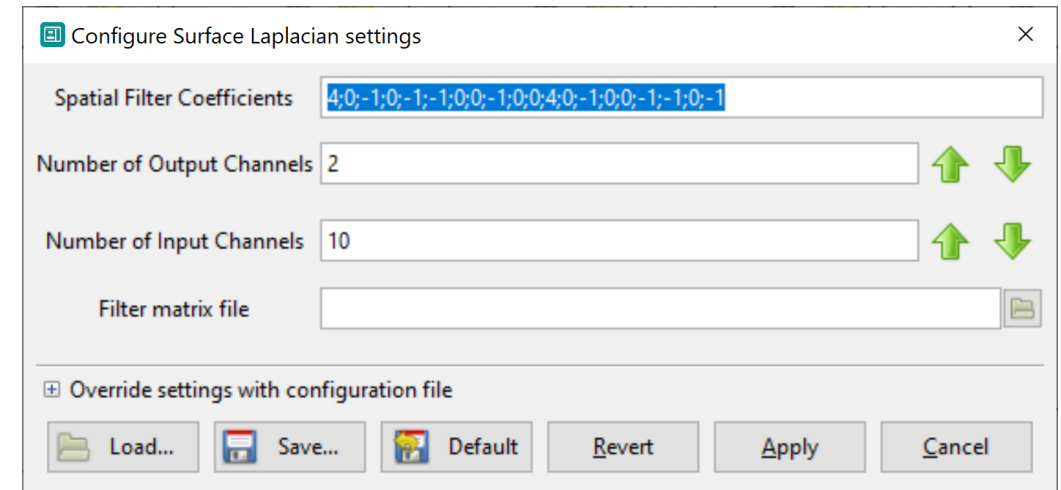 Configure Surface Laplacian settings
Spatial Filter Coefficients 4;0;-1;0;-1;-1;0;0;-1;0;0;4;0;-1;0;0;-1;-1;0;-1
Number of Output Channels 2
Number of Input Channels 10
Filter matrix file
Override settings with configuration file
Load... Save... Default Revert Apply Cancel